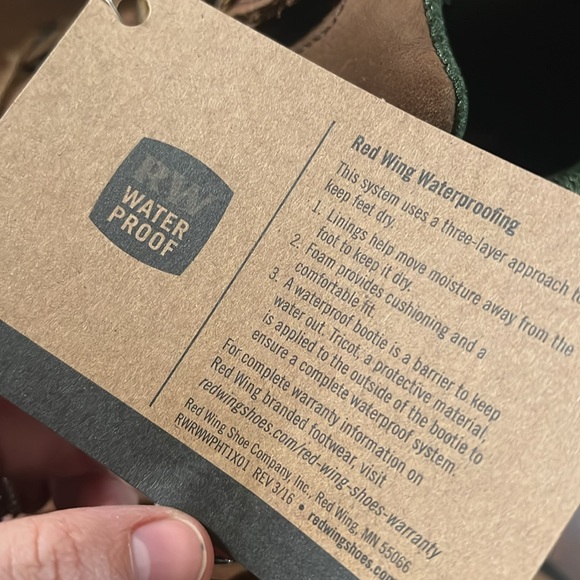 RW
WATER
PROOF
Red Wing Waterproofing
This system uses a three-layer approach
keep feet dry.
1. Linings help move moisture away from the
foot to keep it dry.
2. Foam provides cushioning and a
comfortable fit.
3. A waterproof bootie is a barrier to keep
water out. Tricot, a protective material,
is applied to the outside of the bootie to
ensure a complete waterproof system.
For complete warranty information on
Red Wing branded footwear, visit
redwingshoes.com/red-wing-shoes-warranty
Red Wing Shoe Company, Inc., Red Wing, MN 55066
RWRWWPHT1X01 REV 3/16 • redwingshoes.com